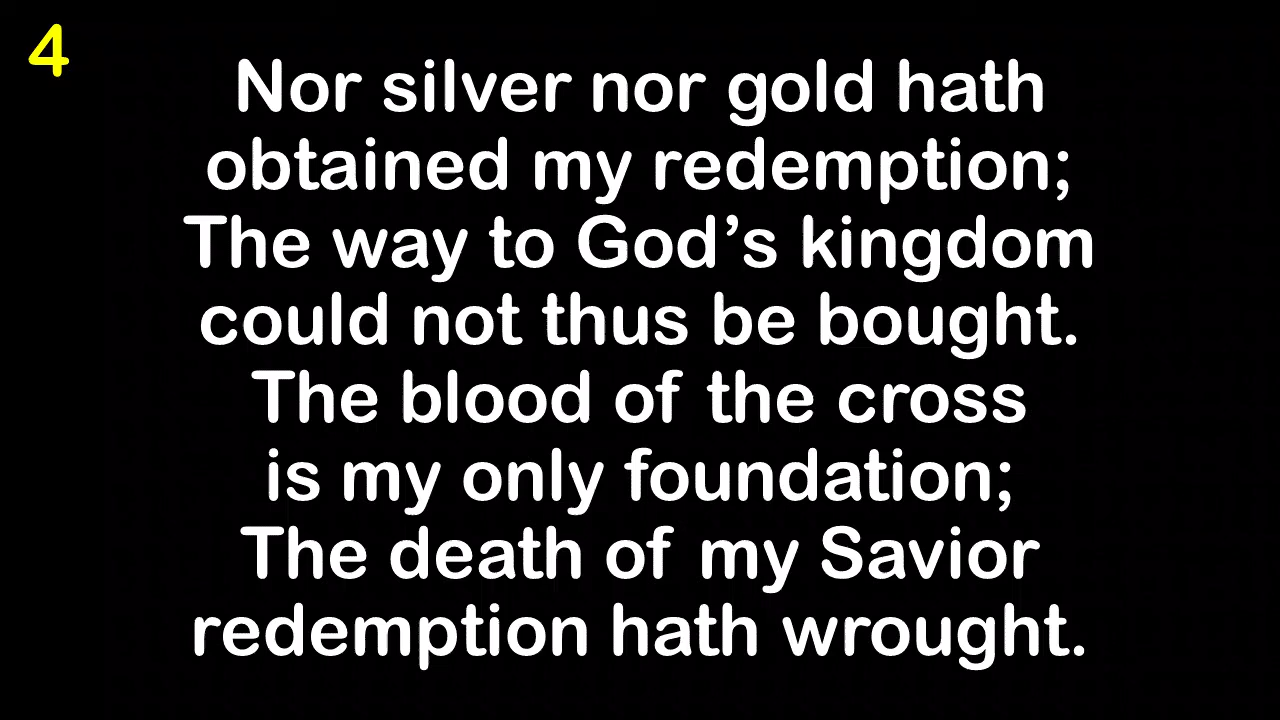 4
Nor silver nor gold hath
obtained my redemption;
The way to God’s kingdom
could not thus be bought.
The blood of the cross
is my only foundation;
The death of my Savior
redemption hath wrought.